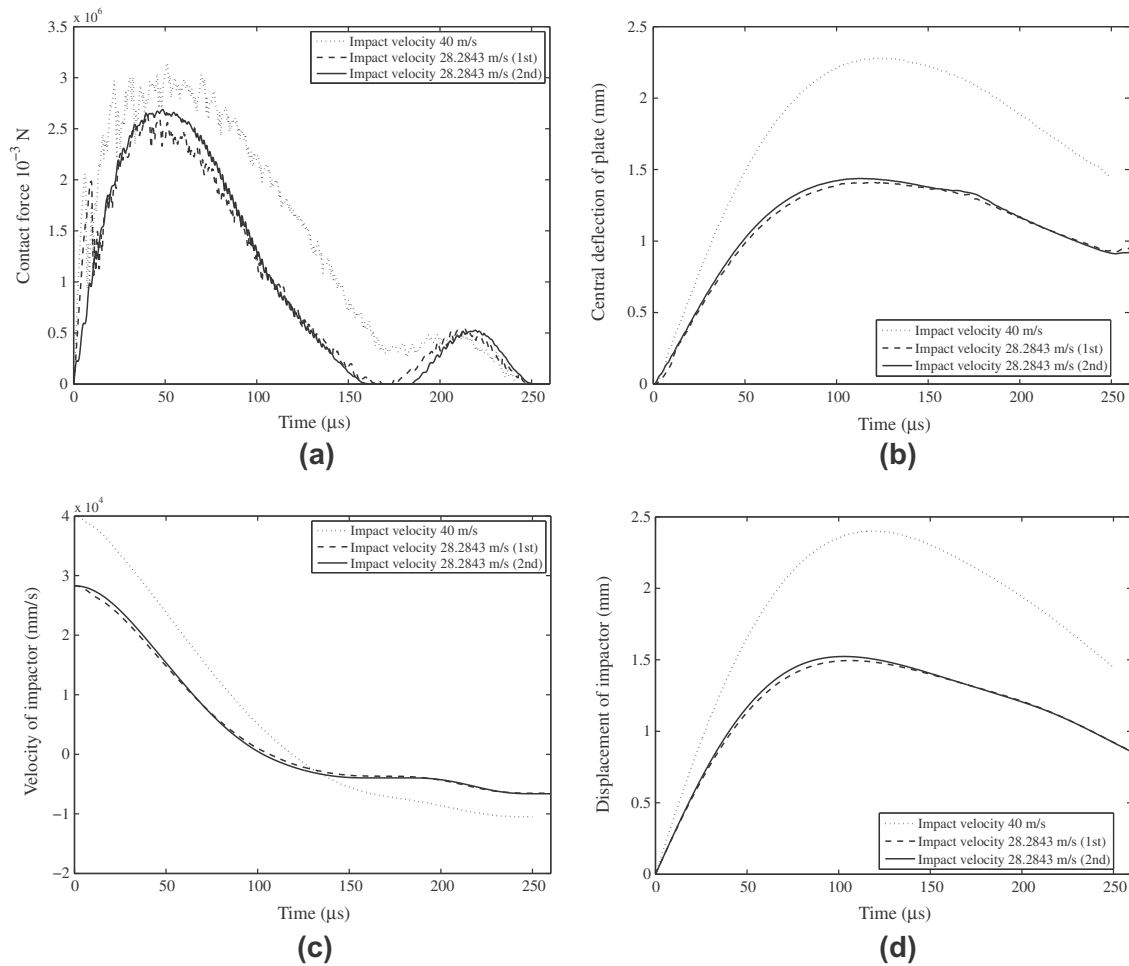 x 10⁶
3.5
3
2.5
2
1.5
1
0.5
0
Contact force 10⁻³ N
Impact velocity 40 m/s
Impact velocity 28.2843 m/s (1st)
Impact velocity 28.2843 m/s (2nd)
0 50 100 150 200 250
Time (μs)
(a)
2.5
2
1.5
1
0.5
0
Central deflection of plate (mm)
Impact velocity 40 m/s
Impact velocity 28.2843 m/s (1st)
Impact velocity 28.2843 m/s (2nd)
0 50 100 150 200 250
Time (μs)
(b)
x 10⁴
4
3
2
1
0
−1
−2
Velocity of impactor (mm/s)
Impact velocity 40 m/s
Impact velocity 28.2843 m/s (1st)
Impact velocity 28.2843 m/s (2nd)
0 50 100 150 200 250
Time (μs)
(c)
2.5
2
1.5
1
0.5
0
Displacement of impactor (mm)
Impact velocity 40 m/s
Impact velocity 28.2843 m/s (1st)
Impact velocity 28.2843 m/s (2nd)
0 50 100 150 200 250
Time (μs)
(d)